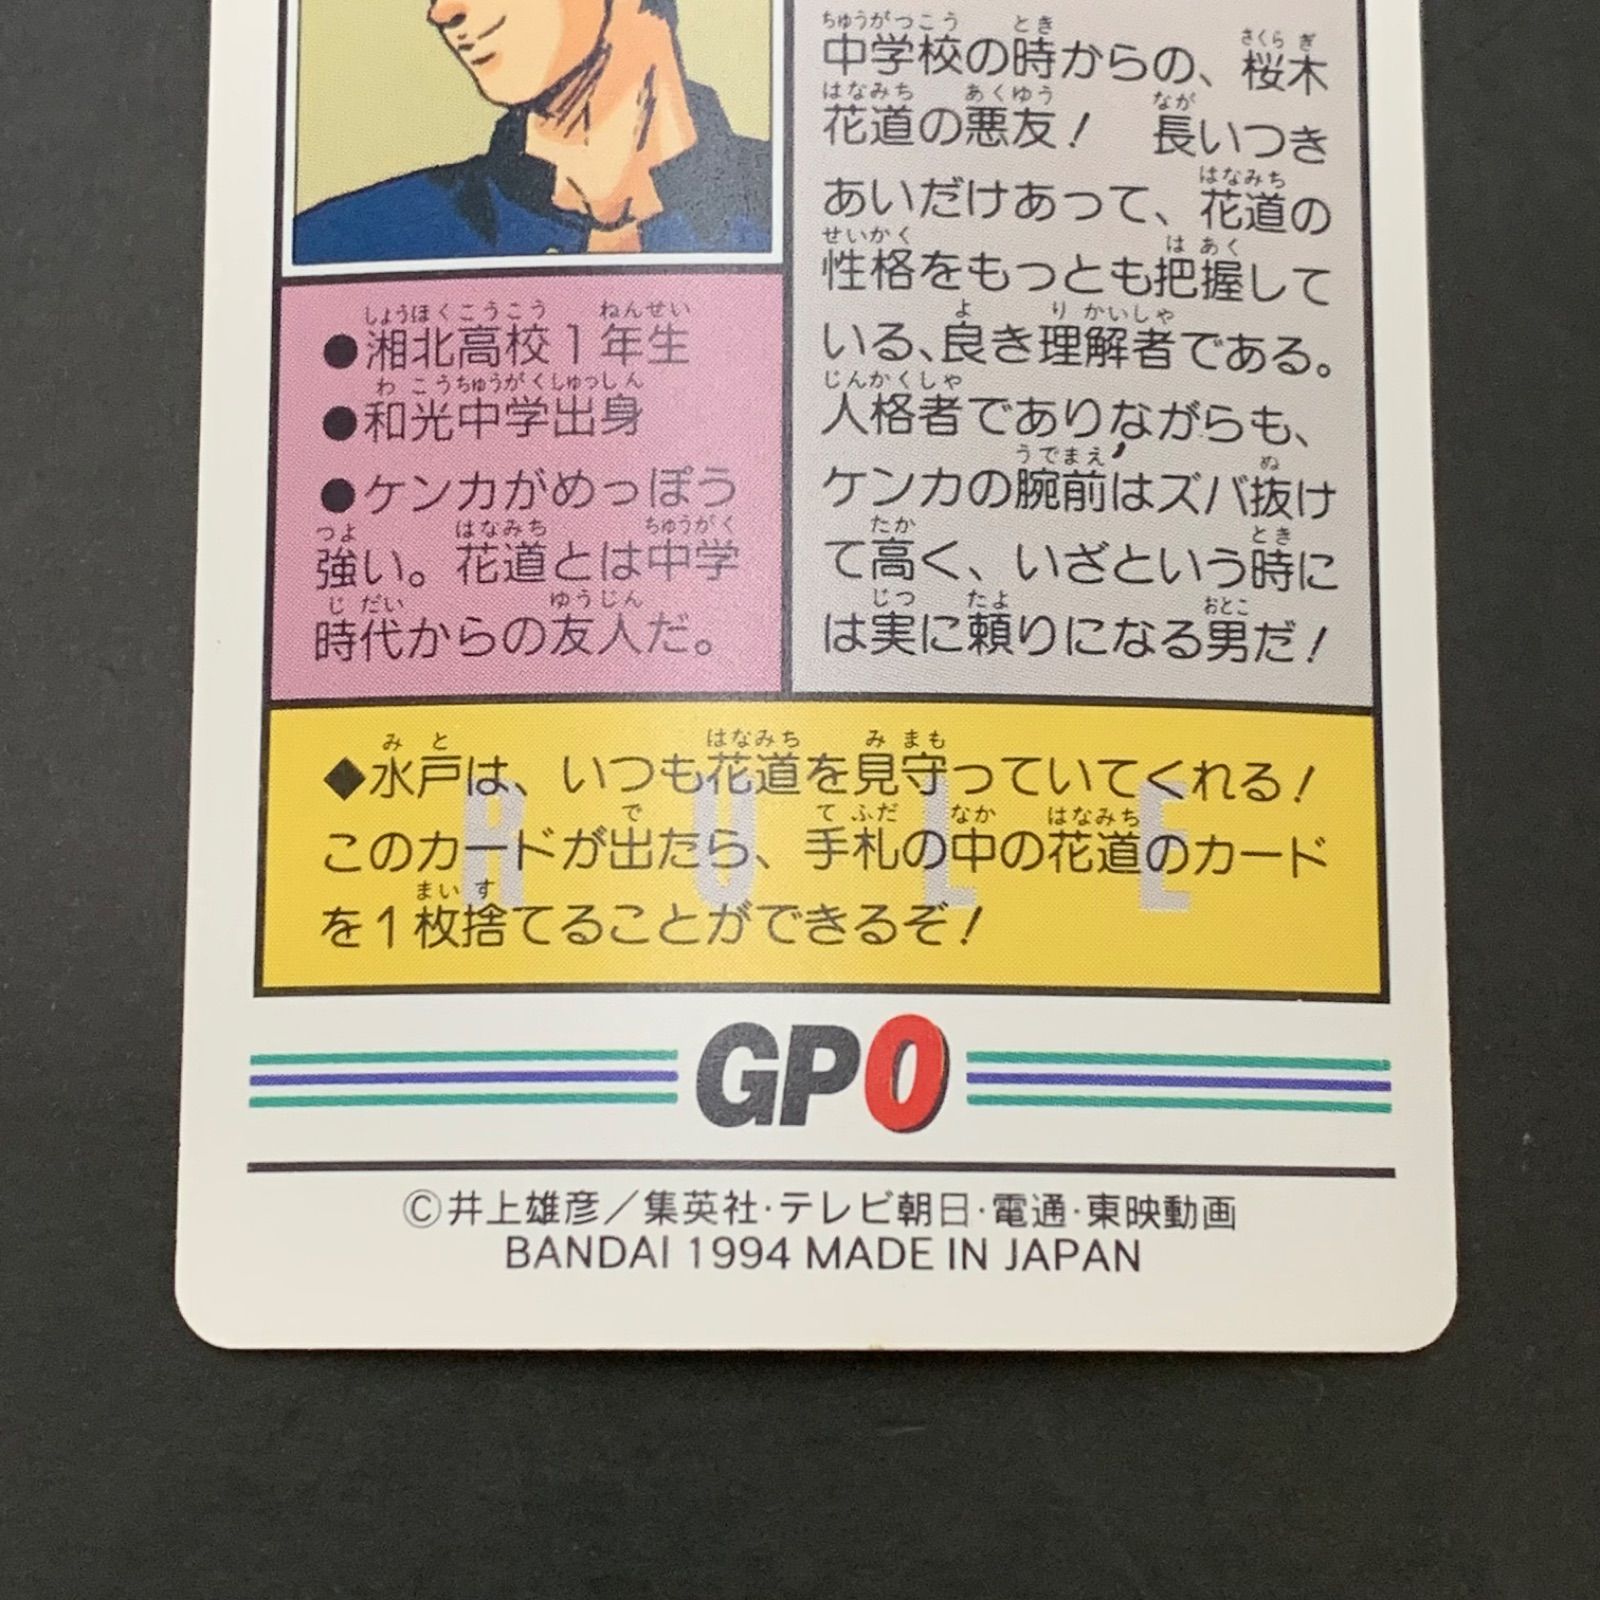 中学校の時からの、桜木
花道の悪友！ 長いつき
あいだけあって、花道の
性格をもっとも把握して
いる、良き理解者である。
人格者でありながらも、
ケンカの腕前はズバ抜け
て高く、いざという時に
は実に頼りになる男だ！
●湘北高校1年生
●和光中学出身
●ケンカがめっぽう
強い。花道とは中学
時代からの友人だ。
RULE
◆水戸は、いつも花道を見守っていてくれる！
このカードが出たら、手札の中の花道のカード
を1枚捨てることができるぞ！
GPO
©井上雄彦／集英社・テレビ朝日・電通・東映動画
BANDAI 1994 MADE IN JAPAN